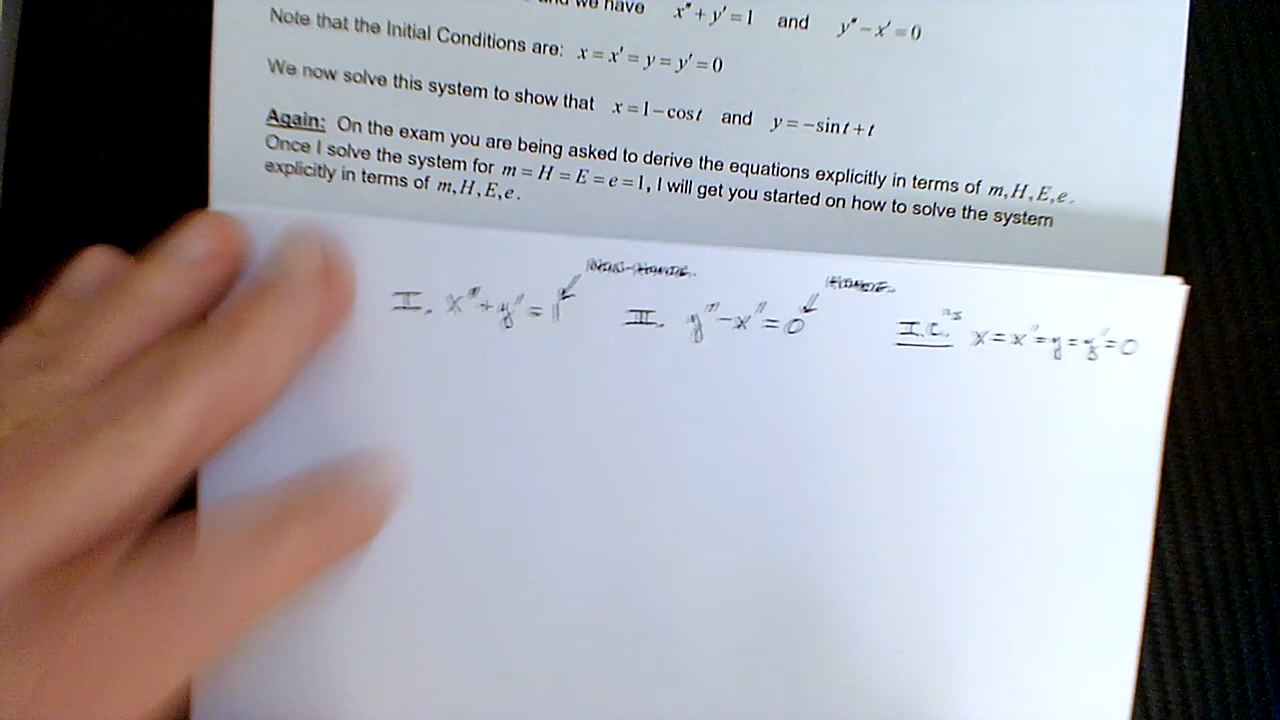 we have x" + y' = 1 and y" − x' = 0
Note that the Initial Conditions are: x = x' = y = y' = 0
We now solve this system to show that x = 1 − cos t and y = − sin t + t
Again: On the exam you are being asked to derive the equations explicitly in terms of m, H, E, e.
Once I solve the system for m = H = E = e = 1, I will get you started on how to solve the system
explicitly in terms of m, H, E, e.
Non-Homog. Homog.
I. x" + y' = 1 II. y" − x' = 0 I.C.'s x = x' = y = y' = 0